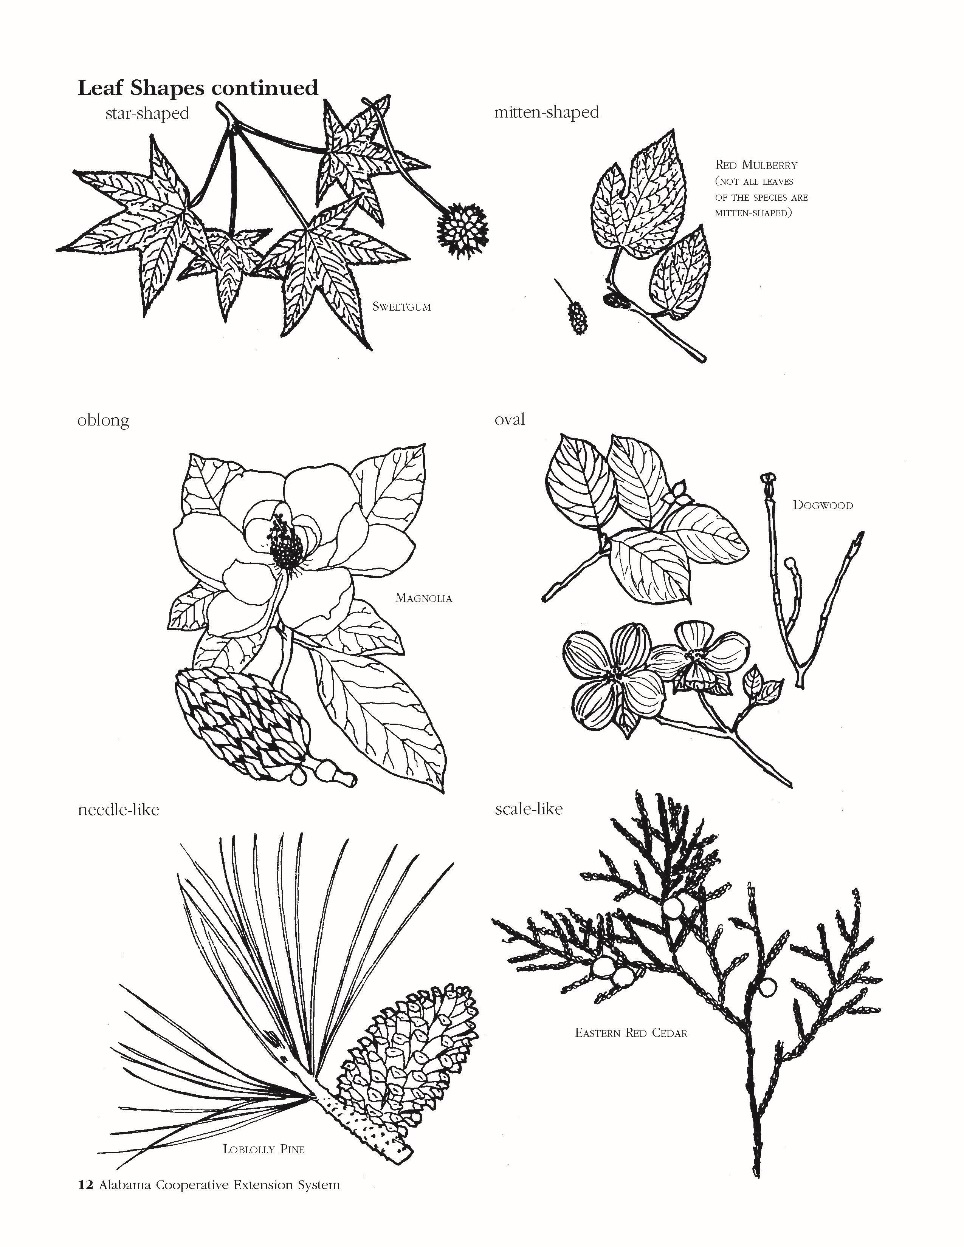 Leaf Shapes continued
star-shaped
mitten-shaped
Red Mulberry
(not all leaves
of the species are
mitten-shaped)
Sweetgum
oblong
oval
Dogwood
Magnolia
needle-like
scale-like
Eastern Red Cedar
Loblolly Pine
12 Alabama Cooperative Extension System